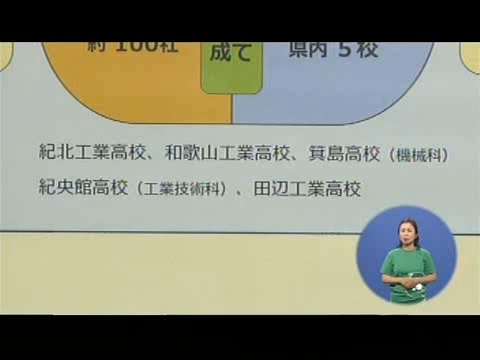 約 100社
成て
県内 5校
紀北工業高校、和歌山工業高校、箕島高校（機械科）
紀央館高校（工業技術科）、田辺工業高校